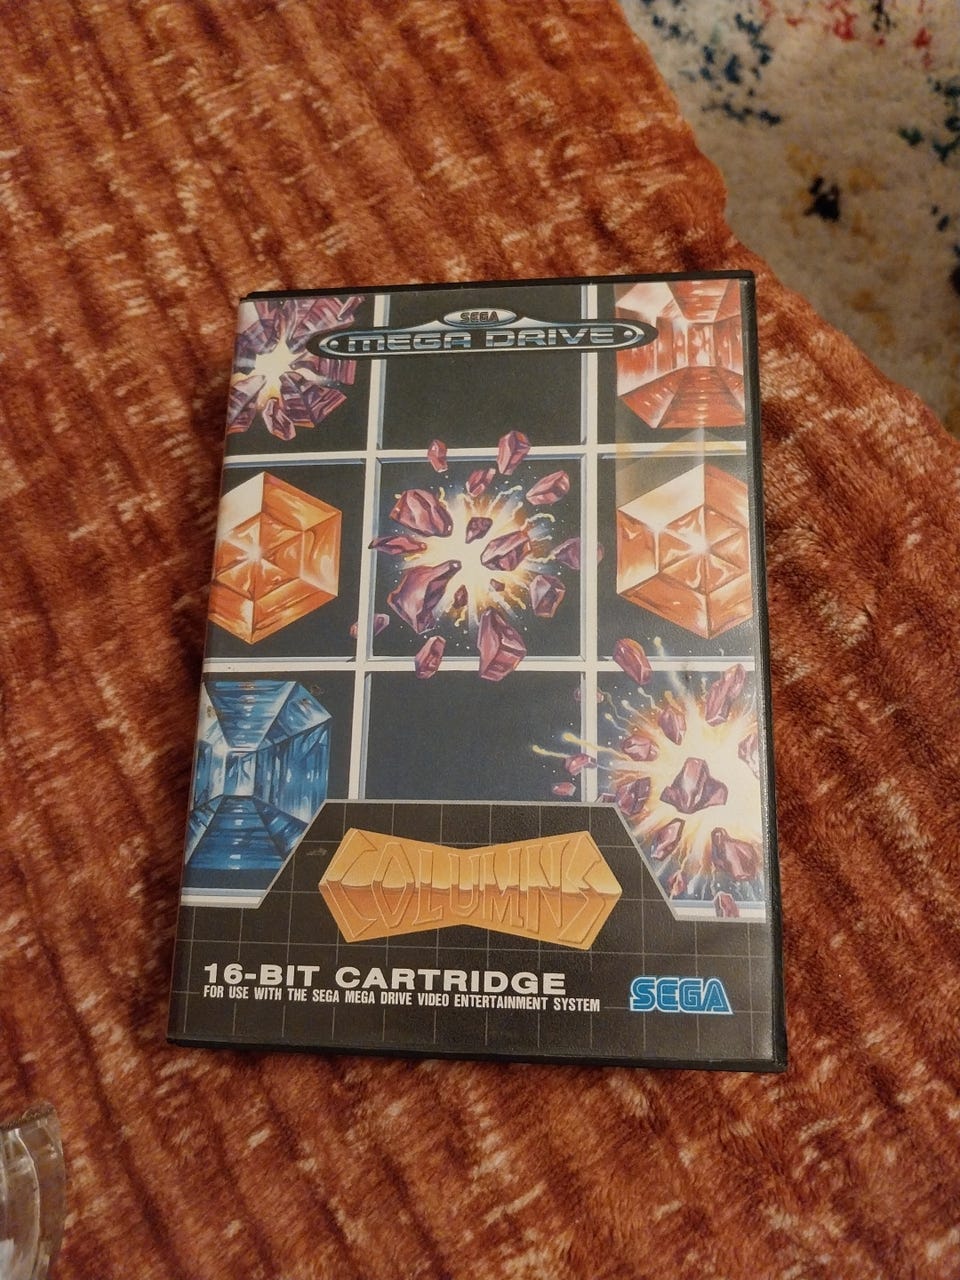 SEGA
MEGA DRIVE
COLUMNS
16-BIT CARTRIDGE
FOR USE WITH THE SEGA MEGA DRIVE VIDEO ENTERTAINMENT SYSTEM
SEGA